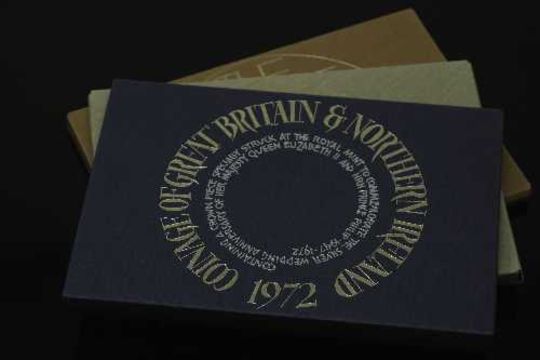 COINAGE OF GREAT BRITAIN & NORTHERN IRELAND
1972
CONTAINING A CROWN PIECE SPECIALLY STRUCK AT THE ROYAL MINT TO COMMEMORATE THE SILVER WEDDING ANNIVERSARY OF HER MAJESTY QUEEN ELIZABETH II AND HRH PRINCE PHILIP 1947-1972